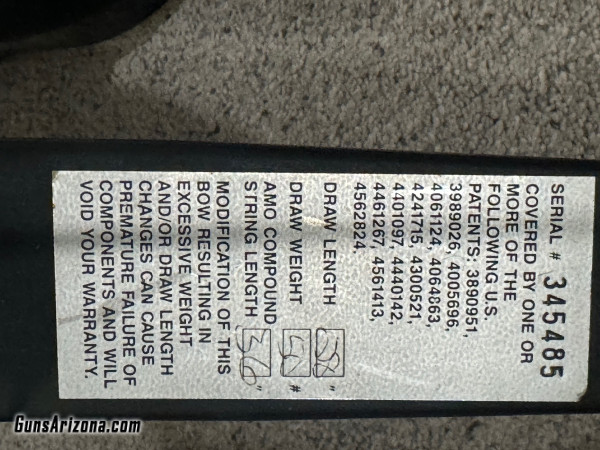 SERIAL # 345485
COVERED BY ONE OR
MORE OF THE
FOLLOWING U.S.
PATENTS: 3890951,
3989026, 4005696,
4061124, 4064863,
4241715, 4300521,
4401097, 4440142,
4461267, 4561413,
4562824.
DRAW LENGTH 28"
DRAW WEIGHT #
AMO COMPOUND
STRING LENGTH 36"
MODIFICATION OF THIS
BOW RESULTING IN
EXCESSIVE WEIGHT
AND/OR DRAW LENGTH
CHANGES CAN CAUSE
PREMATURE FAILURE OF
COMPONENTS AND WILL
VOID YOUR WARRANTY.
GunsArizona.com